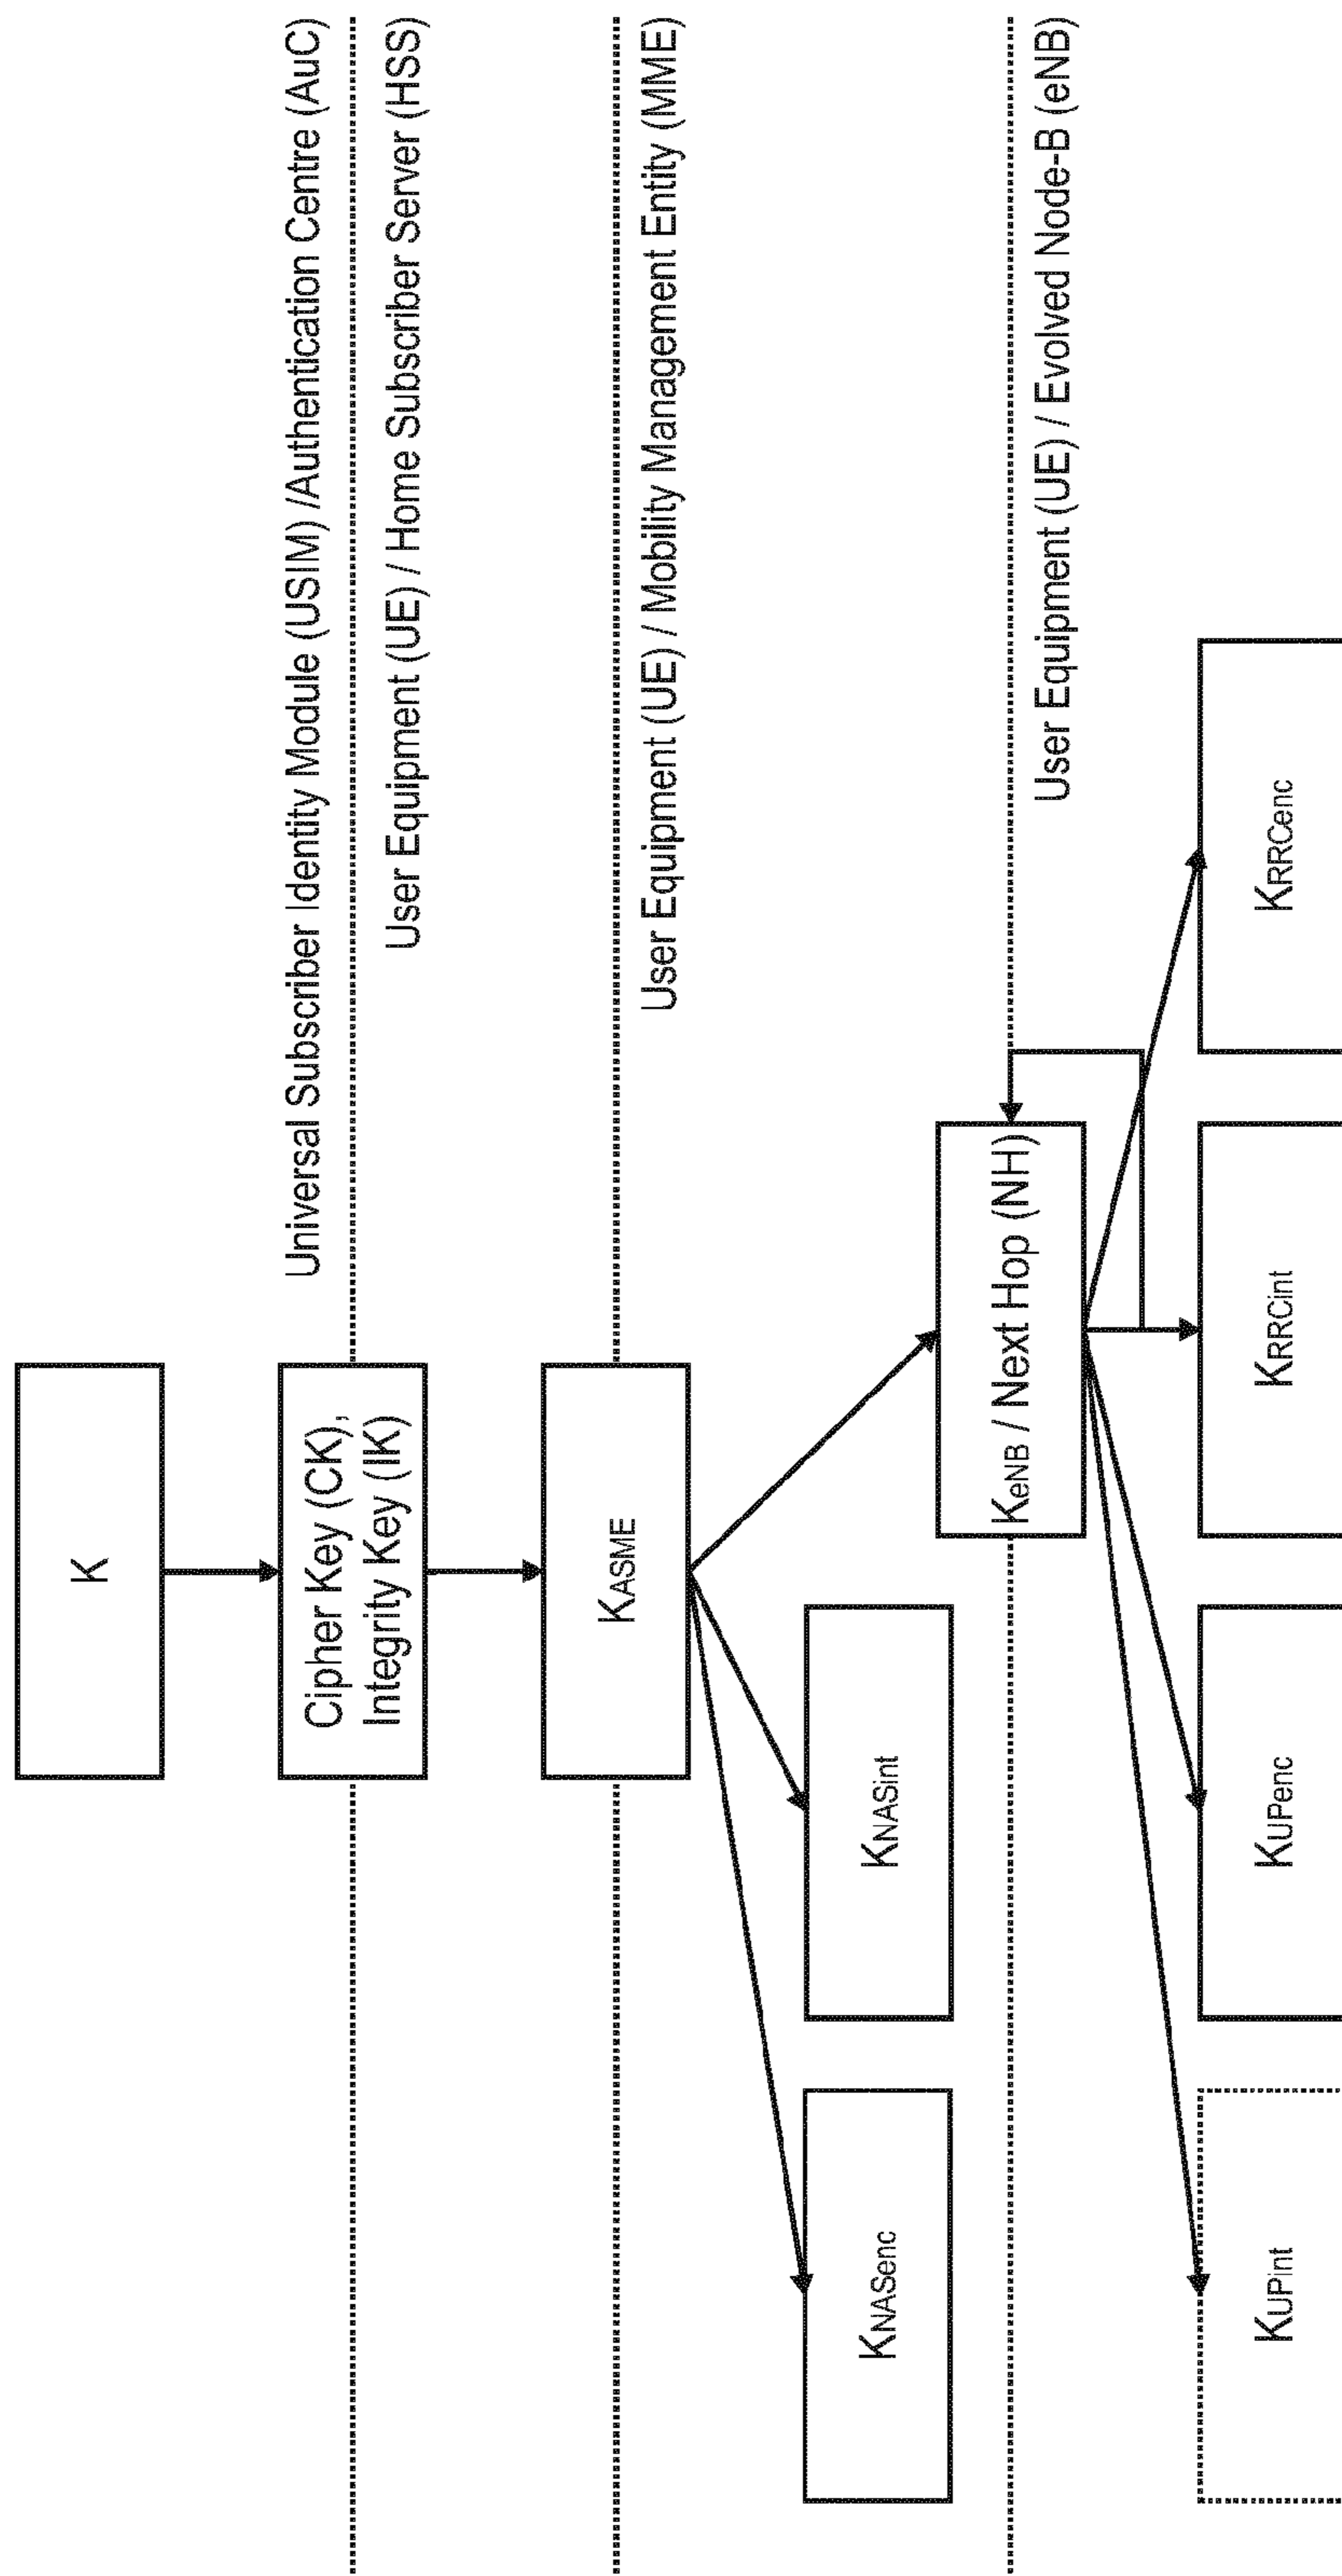 K
Universal Subscriber Identity Module (USIM) /Authentication Centre (AuC)
Cipher Key (CK),
Integrity Key (IK)
User Equipment (UE) / Home Subscriber Server (HSS)
KASME
User Equipment (UE) / Mobility Management Entity (MME)
KNASenc
KNASint
KeNB / Next Hop (NH)
User Equipment (UE) / Evolved Node-B (eNB)
KUPint
KUPenc
KRRCint
KRRCenc